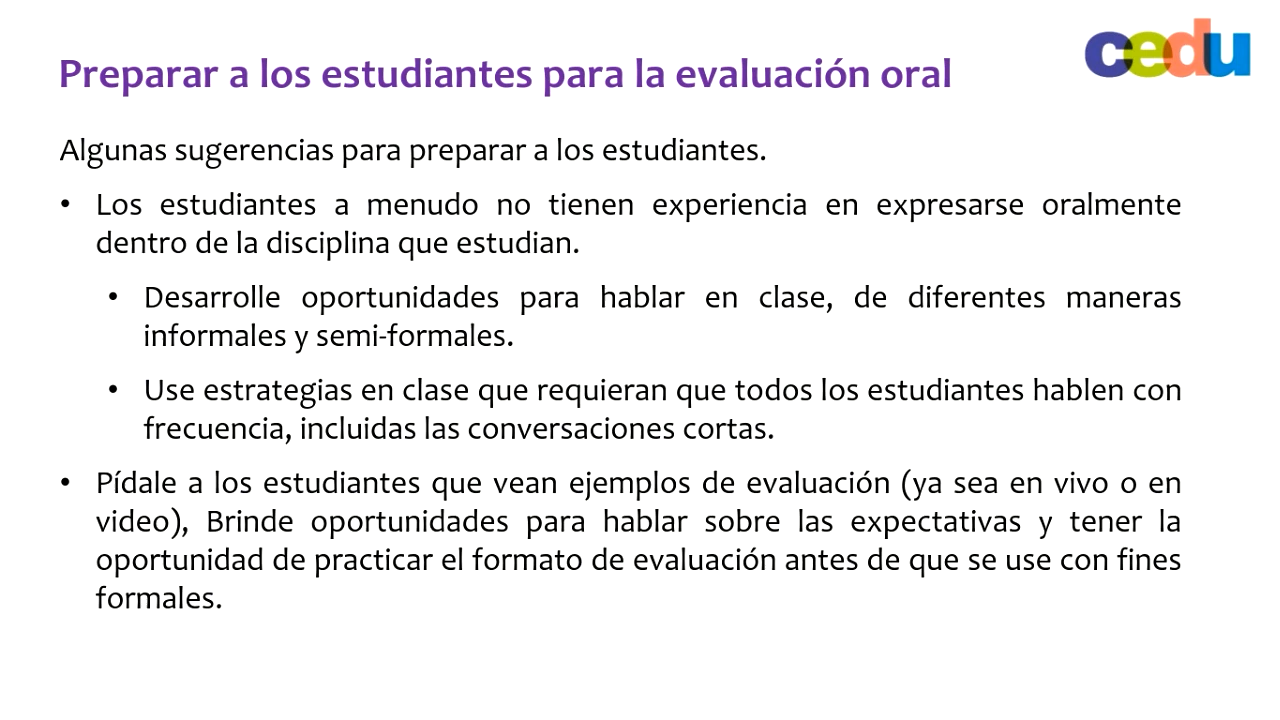 cedu
Preparar a los estudiantes para la evaluación oral
Algunas sugerencias para preparar a los estudiantes.
• Los estudiantes a menudo no tienen experiencia en expresarse oralmente
dentro de la disciplina que estudian.
• Desarrolle oportunidades para hablar en clase, de diferentes maneras
informales y semi-formales.
• Use estrategias en clase que requieran que todos los estudiantes hablen con
frecuencia, incluidas las conversaciones cortas.
• Pídale a los estudiantes que vean ejemplos de evaluación (ya sea en vivo o en
video), Brinde oportunidades para hablar sobre las expectativas y tener la
oportunidad de practicar el formato de evaluación antes de que se use con fines
formales.